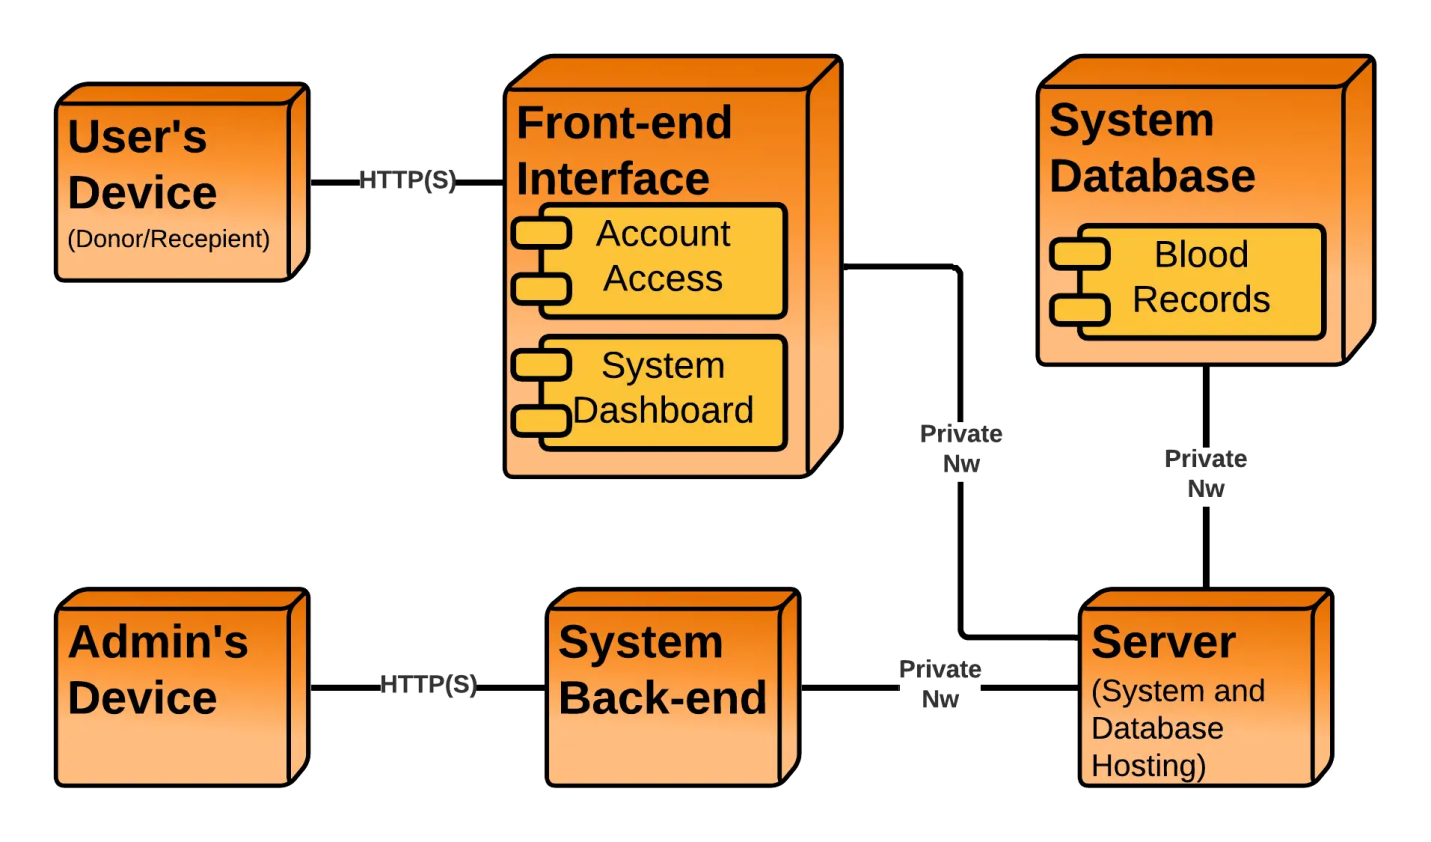 User's
Device
(Donor/Recepient)
HTTP(S)
Front-end
Interface
Account
Access
System
Dashboard
System
Database
Blood
Records
Private
Nw
Private
Nw
Admin's
Device
HTTP(S)
System
Back-end
Private
Nw
Server
(System and
Database
Hosting)